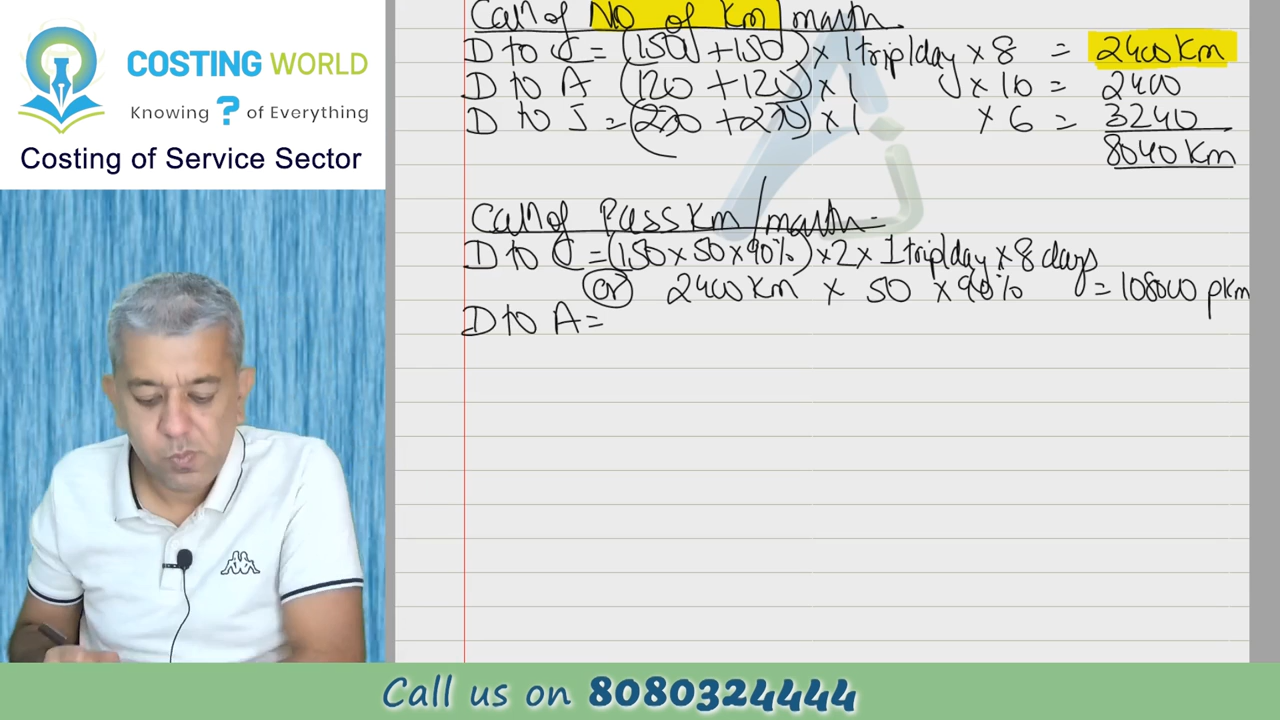 COSTING WORLD
Knowing ? of Everything
Costing of Service Sector
Caln of No of Km/month
D to C = (150 + 150) × 1 trip/day × 8 = 2400 Km
D to A (120 + 120) × 1 × 10 = 2400
D to J = (270 + 270) × 1 × 6 = 3240
8040 Km
Caln of Pass Km/month:-
D to C = (150 × 50 × 90%) × 2 × 1 trip/day × 8 days
(or) 2400 Km × 50 × 90% = 108000 pkm
D to A =
Call us on 8080324444